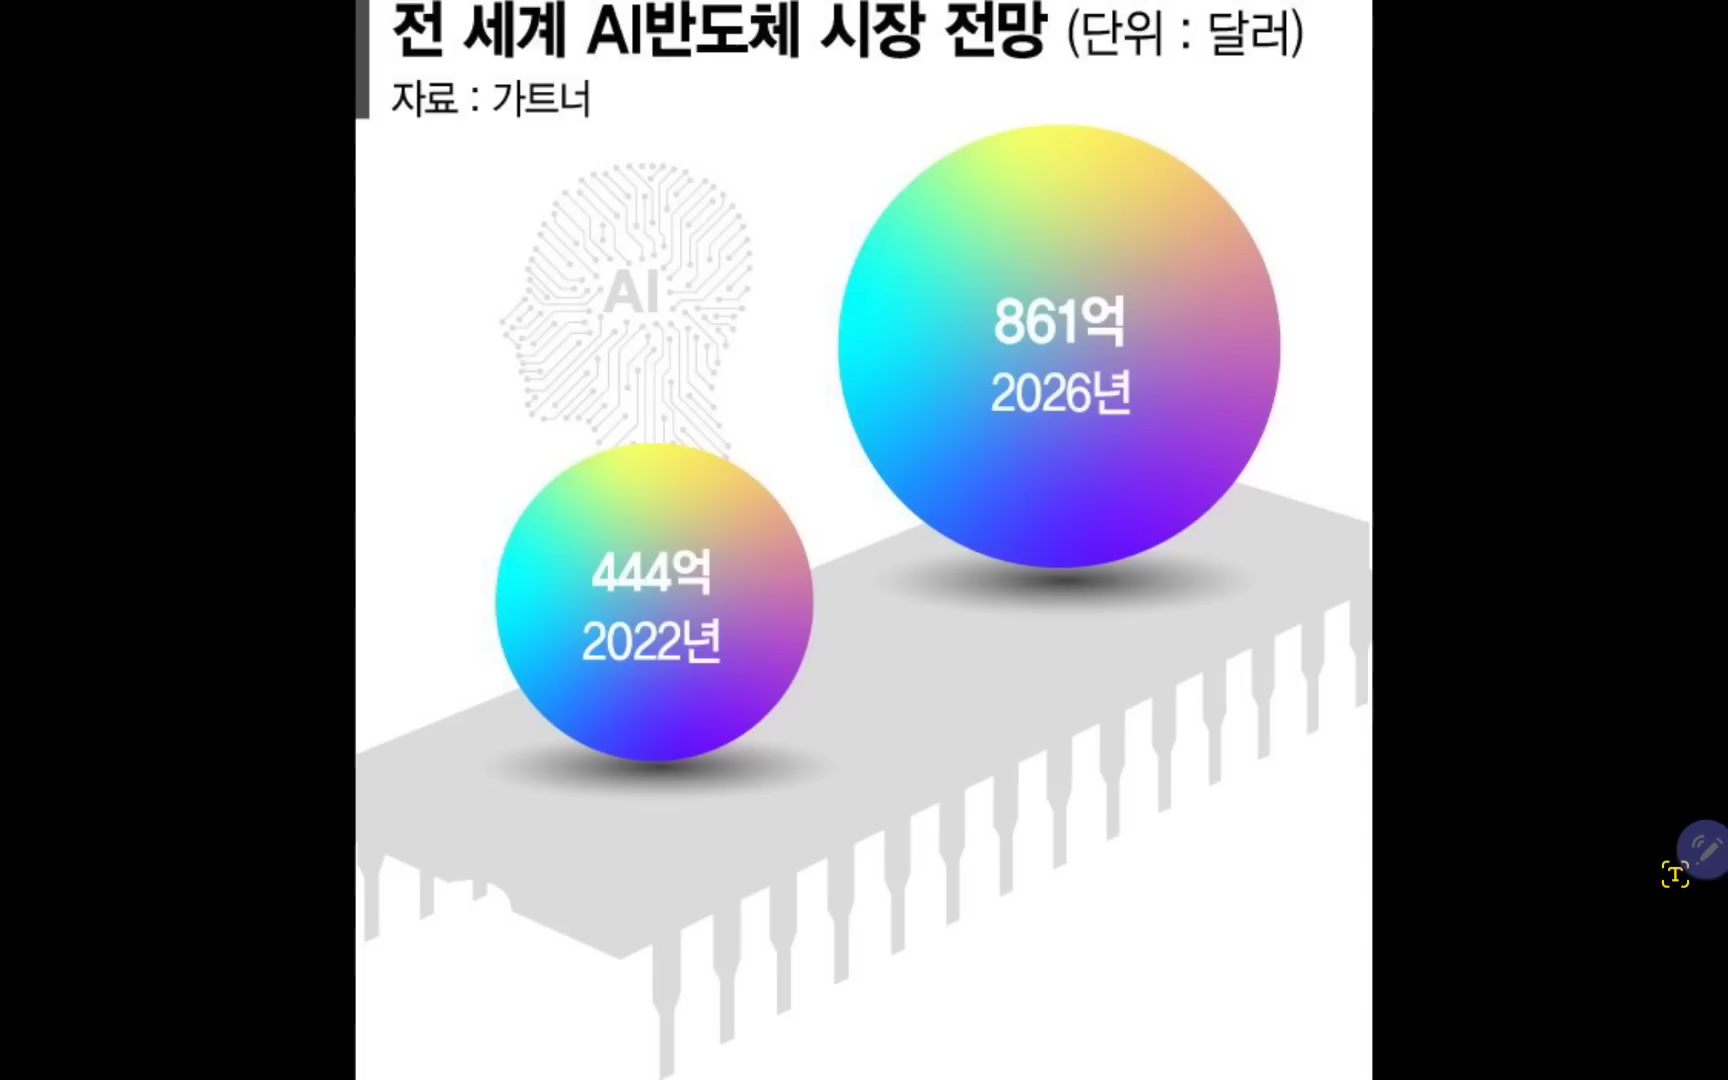 전 세계 AI반도체 시장 전망 (단위 : 달러)
자료 : 가트너
AI
861억
2026년
444억
2022년
T